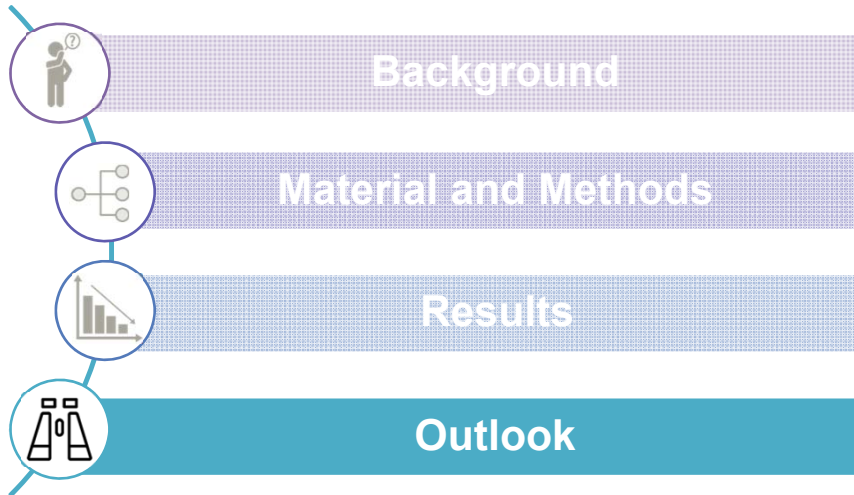 ?
Background
Material and Methods
Results
Outlook